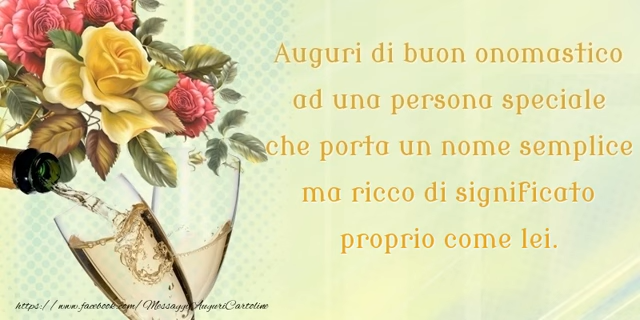 Auguri di buon onomastico
ad una persona speciale
che porta un nome semplice
ma ricco di significato
proprio come lei.
https://www.facebook.com/MessaggiAuguriCartoline